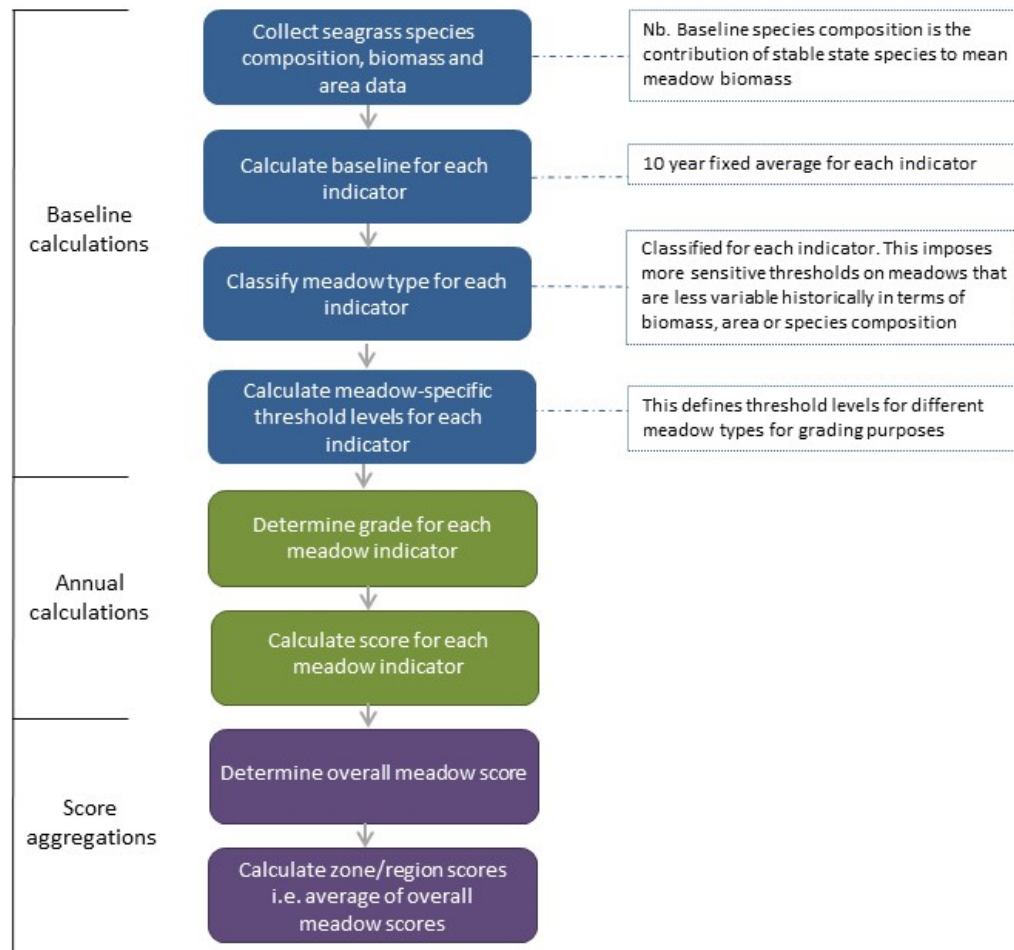 Collect seagrass species
composition, biomass and
area data
Nb. Baseline species composition is the
contribution of stable state species to mean
meadow biomass
Baseline
calculations
Calculate baseline for each
indicator
10 year fixed average for each indicator
Classify meadow type for each
indicator
Classified for each indicator. This imposes
more sensitive thresholds on meadows that
are less variable historically in terms of
biomass, area or species composition
Calculate meadow-specific
threshold levels for each
indicator
This defines threshold levels for different
meadow types for grading purposes
Annual
calculations
Determine grade for each
meadow indicator
Calculate score for each
meadow indicator
Score
aggregations
Determine overall meadow score
Calculate zone/region scores
i.e. average of overall
meadow scores